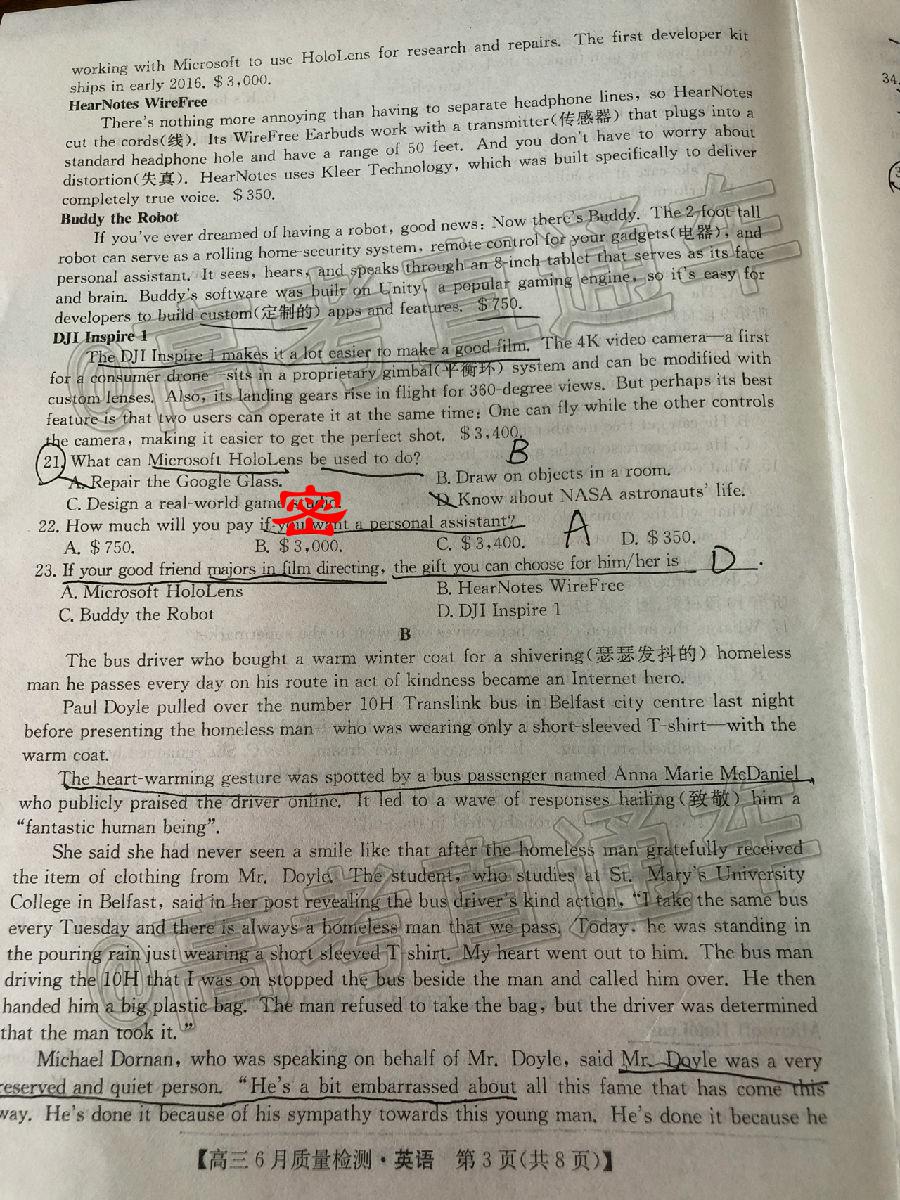 working with Microsoft to use HoloLens for research and repairs. The first developer kit
ships in early 2016. $3,000.
HearNotes WireFree
There's nothing more annoying than having to separate headphone lines, so HearNotes
cut the cords(线). Its WireFree Earbuds work with a transmitter(传感器) that plugs into a
standard headphone hole and have a range of 50 feet. And you don't have to worry about
distortion(失真). HearNotes uses Kleer Technology, which was built specifically to deliver
completely true voice. $350.
Buddy the Robot
If you've ever dreamed of having a robot, good news: Now there's Buddy. The 2-foot tall
robot can serve as a rolling home-security system, remote control for your gadgets(电器), and
personal assistant. It sees, hears, and speaks through an 8-inch tablet that serves as its face
and brain. Buddy's software was built on Unity, a popular gaming engine, so it's easy for
developers to build custom(定制的) apps and features. $750.
DJI Inspire 1
The DJI Inspire 1 makes it a lot easier to make a good film. The 4K video camera—a first
for a consumer drone—sits in a proprietary gimbal(平衡环) system and can be modified with
custom lenses. Also, its landing gears rise in flight for 360-degree views. But perhaps its best
feature is that two users can operate it at the same time: One can fly while the other controls
the camera, making it easier to get the perfect shot. $3,400.
21. What can Microsoft HoloLens be used to do? B
A. Repair the Google Glass. B. Draw on objects in a room.
C. Design a real-world game D. Know about NASA astronauts' life.
密
22. How much will you pay if you want a personal assistant? A
A. $750. B. $3,000. C. $3,400. D. $350.
23. If your good friend majors in film directing, the gift you can choose for him/her is D.
A. Microsoft HoloLens B. HearNotes WireFree
C. Buddy the Robot D. DJI Inspire 1
B
The bus driver who bought a warm winter coat for a shivering(瑟瑟发抖的) homeless
man he passes every day on his route in act of kindness became an Internet hero.
Paul Doyle pulled over the number 10H Translink bus in Belfast city centre last night
before presenting the homeless man—who was wearing only a short-sleeved T-shirt—with the
warm coat.
The heart-warming gesture was spotted by a bus passenger named Anna Marie McDaniel,
who publicly praised the driver online. It led to a wave of responses hailing(致敬) him a
“fantastic human being”.
She said she had never seen a smile like that after the homeless man gratefully received
the item of clothing from Mr. Doyle. The student, who studies at St. Mary's University
College in Belfast, said in her post revealing the bus driver's kind action, “I take the same bus
every Tuesday and there is always a homeless man that we pass. Today, he was standing in
the pouring rain just wearing a short sleeved T shirt. My heart went out to him. The bus man
driving the 10H that I was on stopped the bus beside the man and called him over. He then
handed him a big plastic bag. The man refused to take the bag, but the driver was determined
that the man took it.”
Michael Dornan, who was speaking on behalf of Mr. Doyle, said Mr. Doyle was a very
reserved and quiet person. “He's a bit embarrassed about all this fame that has come this
way. He's done it because of his sympathy towards this young man. He's done it because he
【高三6月质量检测·英语 第3页(共8页)】
34.
@高考直通车
@高考直通车